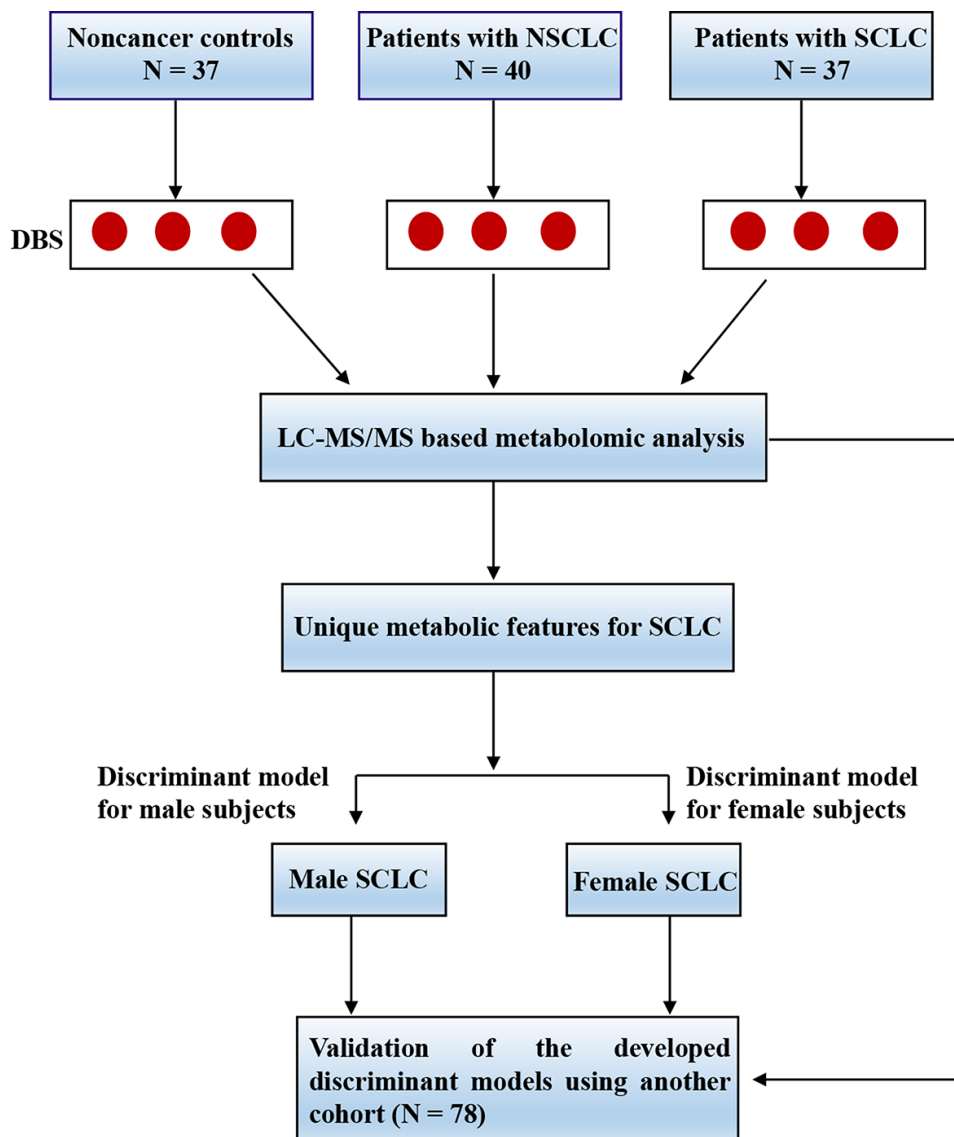 Noncancer controls
N = 37
Patients with NSCLC
N = 40
Patients with SCLC
N = 37
DBS
LC-MS/MS based metabolomic analysis
Unique metabolic features for SCLC
Discriminant model
for male subjects
Discriminant model
for female subjects
Male SCLC
Female SCLC
Validation of the developed
discriminant models using another
cohort (N = 78)